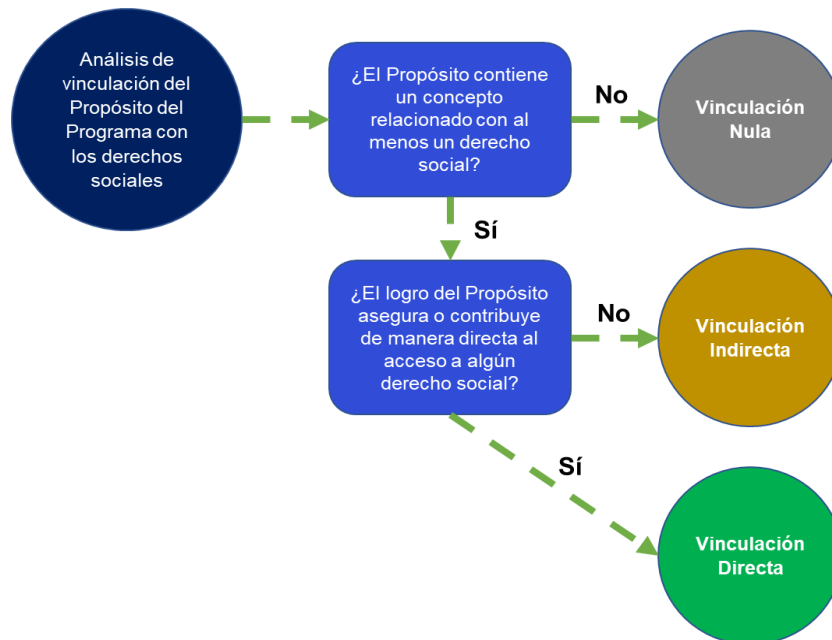 Análisis de
vinculación del
Propósito del
Programa con
los derechos
sociales
¿El Propósito contiene
un concepto
relacionado con al
menos un derecho
social?
No
Vinculación
Nula
Sí
¿El logro del Propósito
asegura o contribuye
de manera directa al
acceso a algún
derecho social?
No
Vinculación
Indirecta
Sí
Vinculación
Directa